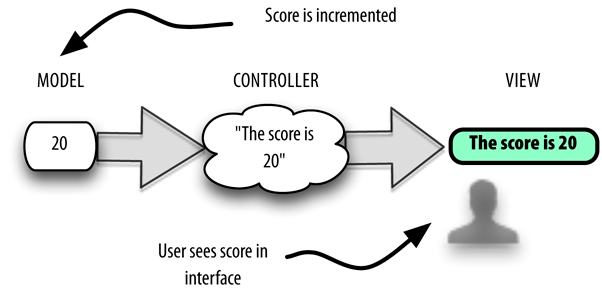 Score is incremented
MODEL
CONTROLLER
VIEW
20
"The score is
20"
The score is 20
User sees score in
interface